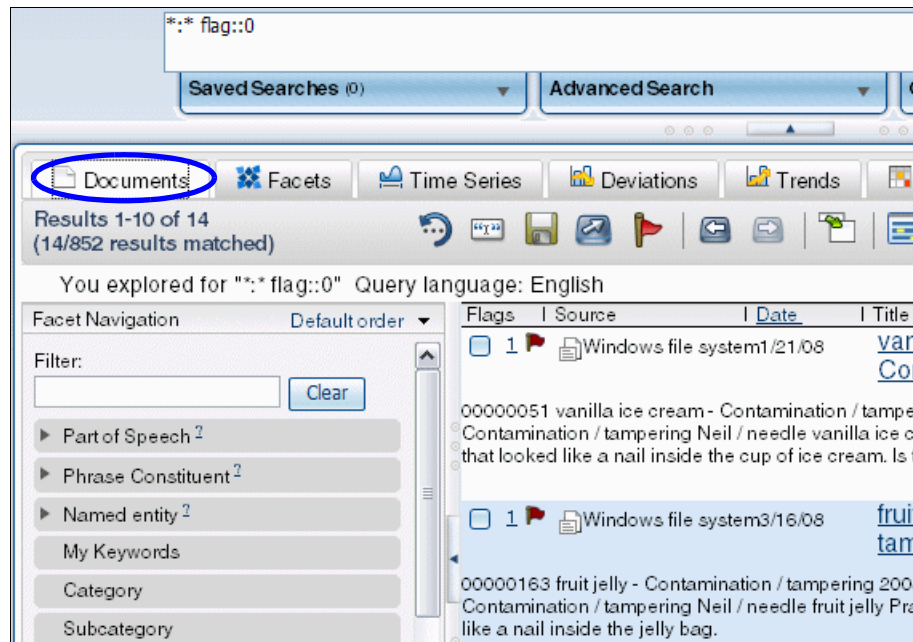 *:* flag::0
Saved Searches (0)
Advanced Search
Documents
Facets
Time Series
Deviations
Trends
Results 1-10 of 14
(14/852 results matched)
You explored for "*:* flag::0" Query language: English
Facet Navigation
Default order
Flags
Source
Date
Title
Filter:
Clear
Part of Speech ?
Phrase Constituent ?
Named entity ?
My Keywords
Category
Subcategory
1
Windows file system
1/21/08
00000051 vanilla ice cream - Contamination / tampe
Contamination / tampering Neil / needle vanilla ice c
that looked like a nail inside the cup of ice cream. Is
1
Windows file system
3/16/08
00000163 fruit jelly - Contamination / tampering 200
Contamination / tampering Neil / needle fruit jelly Pra
like a nail inside the jelly bag.